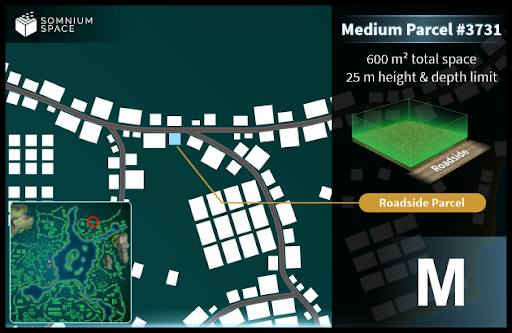 SOMNIUM
SPACE
Medium Parcel #3731
600 m² total space
25 m height & depth limit
Roadside
Roadside Parcel
M